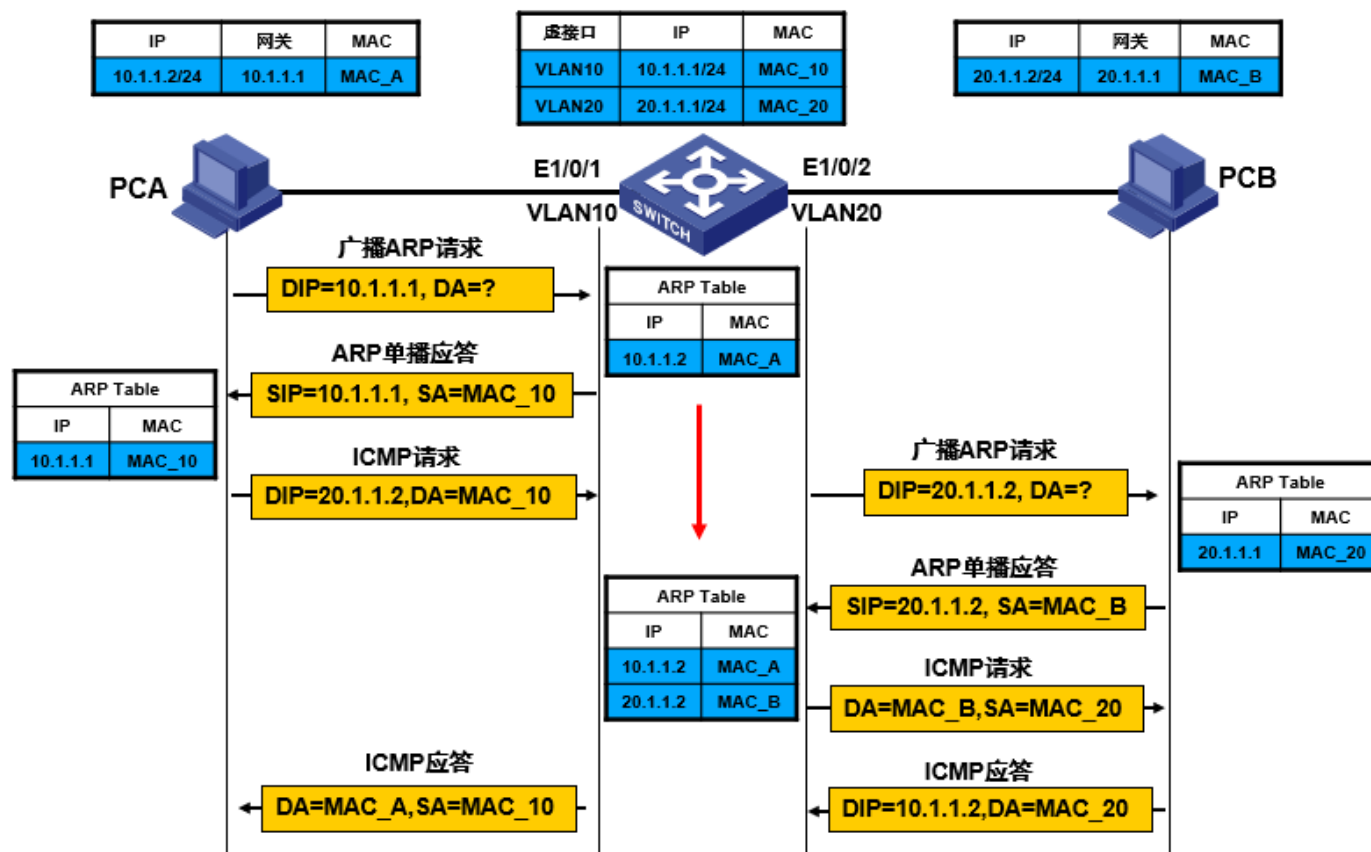 IP 网关 MAC
10.1.1.2/24 10.1.1.1 MAC_A
虚接口 IP MAC
VLAN10 10.1.1.1/24 MAC_10
VLAN20 20.1.1.1/24 MAC_20
IP 网关 MAC
20.1.1.2/24 20.1.1.1 MAC_B
PCA
E1/0/1
VLAN10
SWITCH
E1/0/2
VLAN20
PCB
广播ARP请求
DIP=10.1.1.1, DA=?
ARP Table
IP MAC
10.1.1.2 MAC_A
ARP单播应答
SIP=10.1.1.1, SA=MAC_10
ARP Table
IP MAC
10.1.1.1 MAC_10
ICMP请求
DIP=20.1.1.2,DA=MAC_10
广播ARP请求
DIP=20.1.1.2, DA=?
ARP Table
IP MAC
20.1.1.1 MAC_20
ARP单播应答
SIP=20.1.1.2, SA=MAC_B
ARP Table
IP MAC
10.1.1.2 MAC_A
20.1.1.2 MAC_B
ICMP请求
DA=MAC_B,SA=MAC_20
ICMP应答
DA=MAC_A,SA=MAC_10
ICMP应答
DIP=10.1.1.2,DA=MAC_20